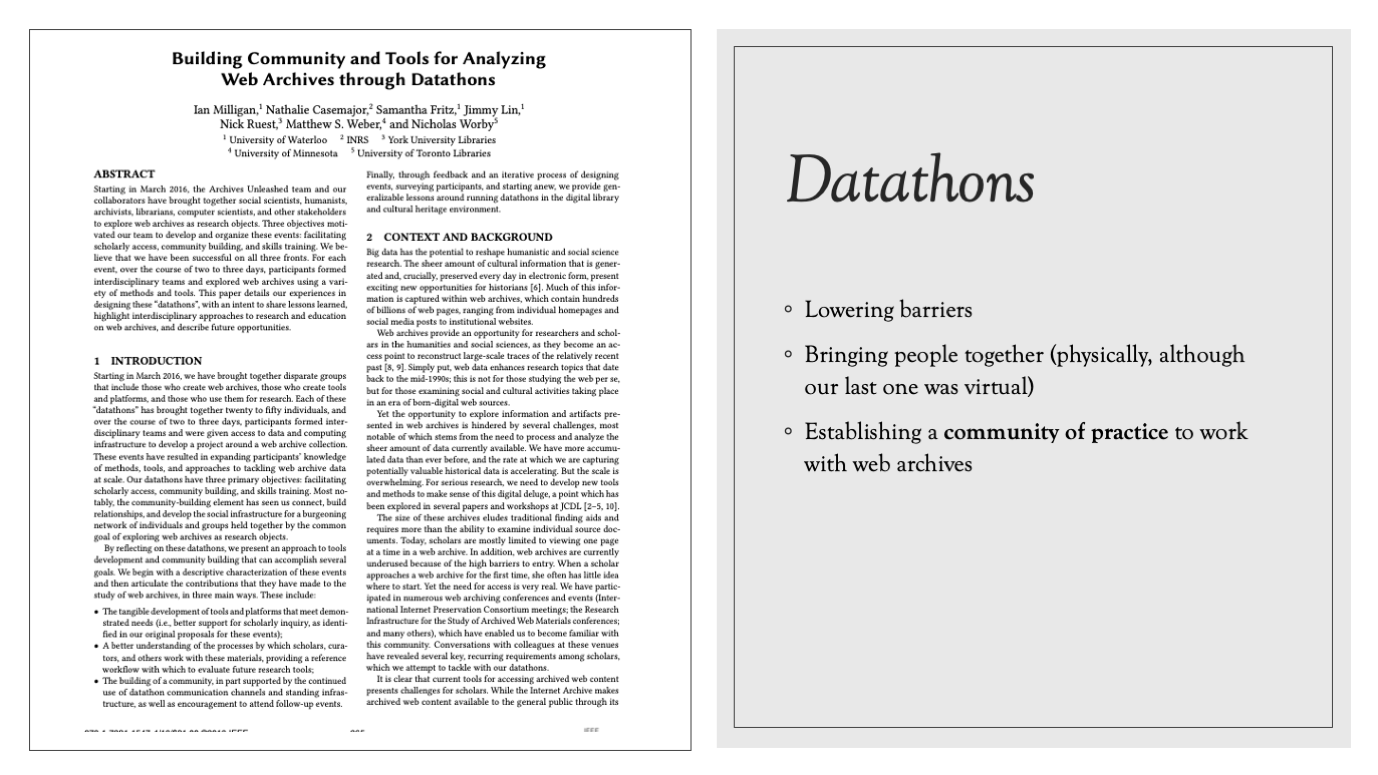 Building Community and Tools for Analyzing
Web Archives through Datathons
Ian Milligan,1 Nathalie Casemajor,2 Samantha Fritz,1 Jimmy Lin,1
Nick Ruest,3 Matthew S. Weber,4 and Nicholas Worby5
1 University of Waterloo 2 INRS 3 York University Libraries
4 University of Minnesota 5 University of Toronto Libraries
ABSTRACT
Starting in March 2016, the Archives Unleashed team and our
collaborators have brought together social scientists, humanists,
archivists, librarians, computer scientists, and other stakeholders
to explore web archives as research objects. Three objectives moti-
vated our team to develop and organize these events: facilitating
scholarly access, community building, and skills training. We be-
lieve that we have been successful on all three fronts. For each
event, over the course of two to three days, participants formed
interdisciplinary teams and explored web archives using a vari-
ety of methods and tools. This paper details our experiences in
designing these "datathons", with an intent to share lessons learned,
highlight interdisciplinary approaches to research and education
on web archives, and describe future opportunities.
1 INTRODUCTION
Starting in March 2016, we have brought together disparate groups
that include those who create web archives, those who create tools
and platforms, and those who use them for research. Each of these
"datathons" has brought together twenty to fifty individuals, and
over the course of two to three days, participants formed inter-
disciplinary teams and were given access to data and computing
infrastructure to develop a project around a web archive collection.
These events have resulted in expanding participants' knowledge
of methods, tools, and approaches to tackling web archive data
at scale. Our datathons have three primary objectives: facilitating
scholarly access, community building, and skills training. Most no-
tably, the community-building element has seen us connect, build
relationships, and develop the social infrastructure for a burgeoning
network of individuals and groups held together by the common
goal of exploring web archives as research objects.
By reflecting on these datathons, we present an approach to tools
development and community building that can accomplish several
goals. We begin with a descriptive characterization of these events
and then articulate the contributions that they have made to the
study of web archives, in three main ways. These include:
• The tangible development of tools and platforms that meet demon-
strated needs (i.e., better support for scholarly inquiry, as identi-
fied in our original proposals for these events);
• A better understanding of the processes by which scholars, cura-
tors, and others work with these materials, providing a reference
workflow with which to evaluate future research tools;
• The building of a community, in part supported by the continued
use of datathon communication channels and standing infras-
tructure, as well as encouragement to attend follow-up events.
Finally, through feedback and an iterative process of designing
events, surveying participants, and starting anew, we provide gen-
eralizable lessons around running datathons in the digital library
and cultural heritage environment.
2 CONTEXT AND BACKGROUND
Big data has the potential to reshape humanistic and social science
research. The sheer amount of cultural information that is gener-
ated and, crucially, preserved every day in electronic form, present
exciting new opportunities for historians [6]. Much of this infor-
mation is captured within web archives, which contain hundreds
of billions of web pages, ranging from individual homepages and
social media posts to institutional websites.
Web archives provide an opportunity for researchers and schol-
ars in the humanities and social sciences, as they become an ac-
cess point to reconstruct large-scale traces of the relatively recent
past [8, 9]. Simply put, web data enhances research topics that date
back to the mid-1990s; this is not for those studying the web per se,
but for those examining social and cultural activities taking place
in an era of born-digital web sources.
Yet the opportunity to explore information and artifacts pre-
sented in web archives is hindered by several challenges, most
notable of which stems from the need to process and analyze the
sheer amount of data currently available. We have more accumu-
lated data than ever before, and the rate at which we are capturing
potentially valuable historical data is accelerating. But the scale is
overwhelming. For serious research, we need to develop new tools
and methods to make sense of this digital deluge, a point which has
been explored in several papers and workshops at JCDL [2–5, 10].
The size of these archives eludes traditional finding aids and
requires more than the ability to examine individual source doc-
uments. Today, scholars are mostly limited to viewing one page
at a time in a web archive. In addition, web archives are currently
underused because of the high barriers to entry. When a scholar
approaches a web archive for the first time, she often has little idea
where to start. Yet the need for access is very real. We have partic-
ipated in numerous web archiving conferences and events (Inter-
national Internet Preservation Consortium meetings; the Research
Infrastructure for the Study of Archived Web Materials conferences;
and many others), which have enabled us to become familiar with
this community. Conversations with colleagues at these venues
have revealed several key, recurring requirements among scholars,
which we attempt to tackle with our datathons.
It is clear that current tools for accessing archived web content
presents challenges for scholars. While the Internet Archive makes
archived web content available to the general public through its
Datathons
◦ Lowering barriers
◦ Bringing people together (physically, although
our last one was virtual)
◦ Establishing a community of practice to work
with web archives